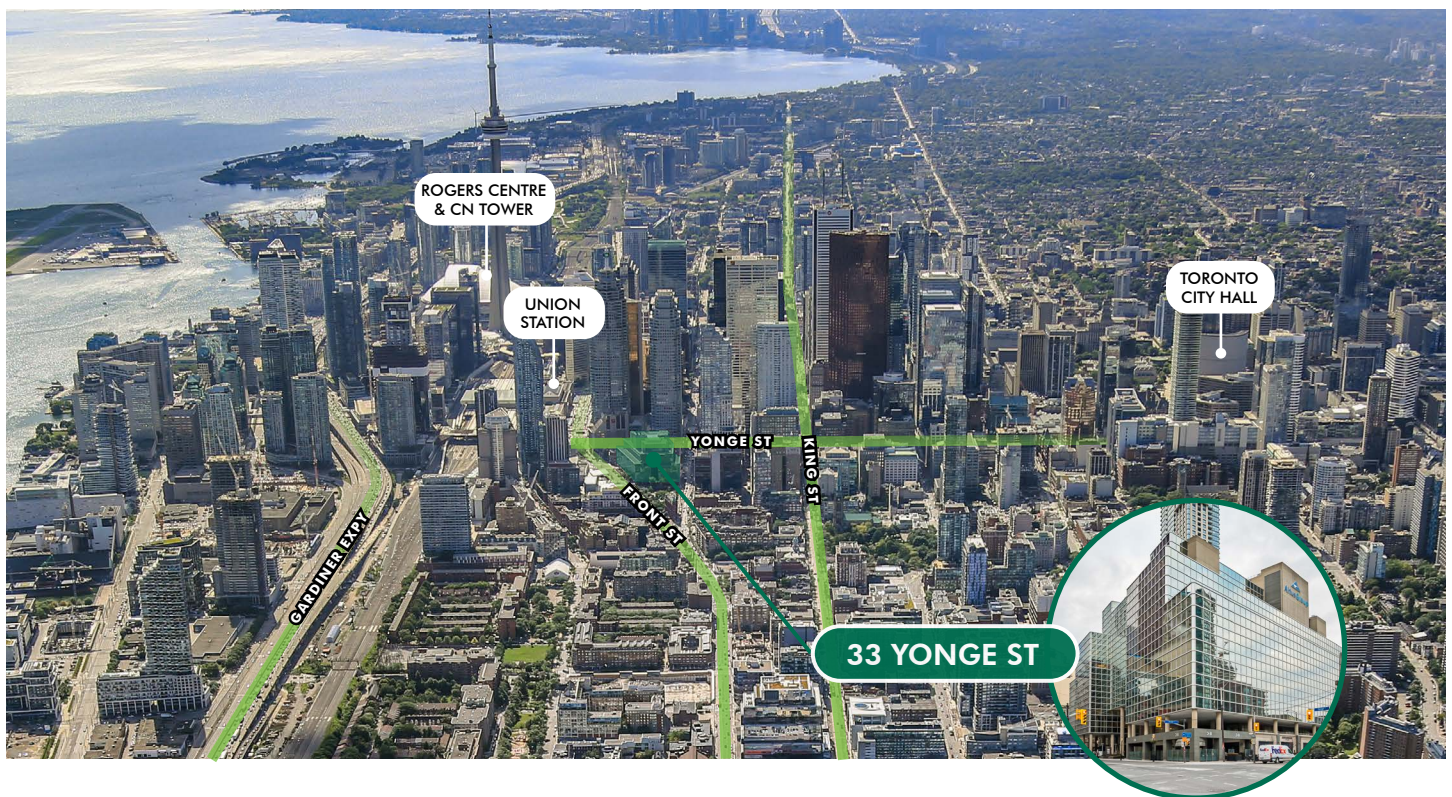 ROGERS CENTRE
& CN TOWER
UNION
STATION
TORONTO
CITY HALL
YONGE ST
KING ST
FRONT ST
GARDINER EXPY
33 YONGE ST
FedEx